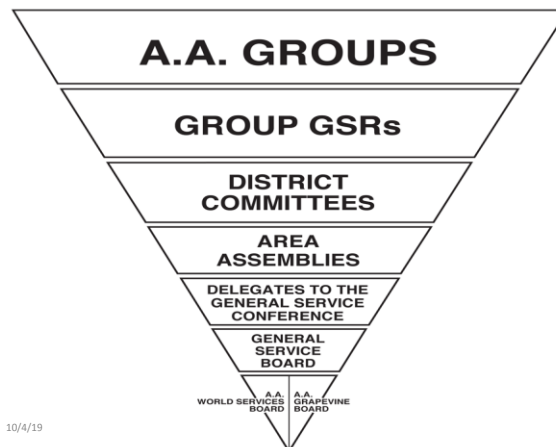 A.A. GROUPS
GROUP GSRs
DISTRICT
COMMITTEES
AREA
ASSEMBLIES
DELEGATES TO THE
GENERAL SERVICE
CONFERENCE
GENERAL
SERVICE
BOARD
A.A.
WORLD SERVICES
BOARD
A.A.
GRAPEVINE
BOARD
10/4/19